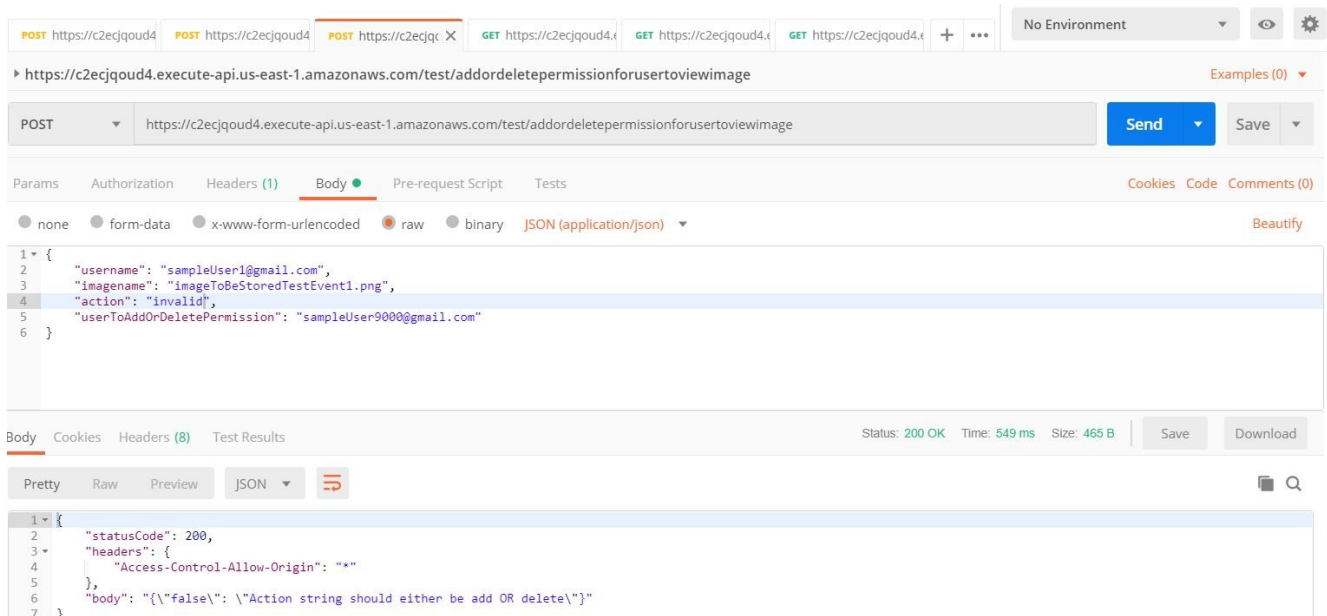 POST https://c2ecjqoud4 POST https://c2ecjqoud4 POST https://c2ecjqc X GET https://c2ecjqoud4.e GET https://c2ecjqoud4.e GET https://c2ecjqoud4.e + ••• No Environment
https://c2ecjqoud4.execute-api.us-east-1.amazonaws.com/test/addordeletepermissionforusertoviewimage Examples (0)
POST https://c2ecjqoud4.execute-api.us-east-1.amazonaws.com/test/addordeletepermissionforusertoviewimage Send Save
Params Authorization Headers (1) Body Pre-request Script Tests Cookies Code Comments (0)
none form-data x-www-form-urlencoded raw binary JSON (application/json) Beautify
1 {
2 "username": "sampleUser1@gmail.com",
3 "imagename": "imageToBeStoredTestEvent1.png",
4 "action": "invalid",
5 "userToAddOrDeletePermission": "sampleUser9000@gmail.com"
6 }
Body Cookies Headers (8) Test Results Status: 200 OK Time: 549 ms Size: 465 B Save Download
Pretty Raw Preview JSON
1 {
2 "statusCode": 200,
3 "headers": {
4 "Access-Control-Allow-Origin": "*"
5 },
6 "body": "{\"false\": \"Action string should either be add OR delete\"}"
7 }